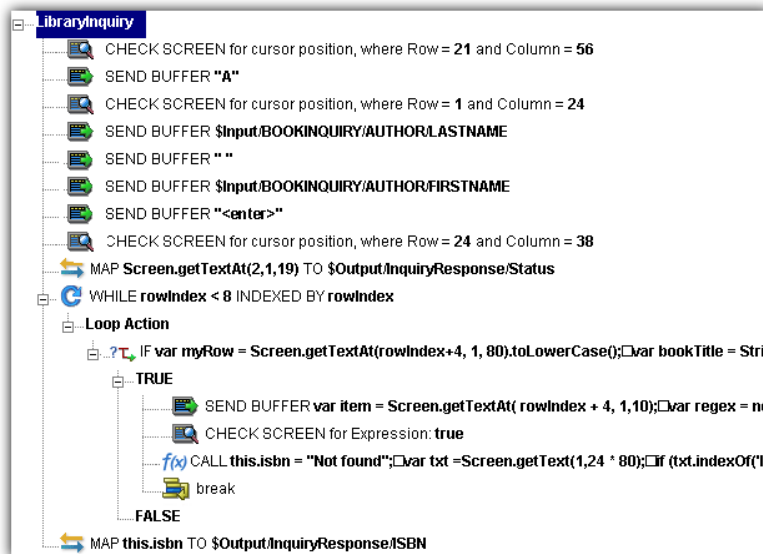 LibraryInquiry
CHECK SCREEN for cursor position, where Row = 21 and Column = 56
SEND BUFFER "A"
CHECK SCREEN for cursor position, where Row = 1 and Column = 24
SEND BUFFER $Input/BOOKINQUIRY/AUTHOR/LASTNAME
SEND BUFFER " "
SEND BUFFER $Input/BOOKINQUIRY/AUTHOR/FIRSTNAME
SEND BUFFER "<enter>"
CHECK SCREEN for cursor position, where Row = 24 and Column = 38
MAP Screen.getTextAt(2,1,19) TO $Output/InquiryResponse/Status
WHILE rowIndex < 8 INDEXED BY rowIndex
Loop Action
IF var myRow = Screen.getTextAt(rowIndex+4, 1, 80).toLowerCase();□var bookTitle = Stri
TRUE
SEND BUFFER var item = Screen.getTextAt( rowIndex + 4, 1,10);□var regex = ne
CHECK SCREEN for Expression: true
f(x) CALL this.isbn = "Not found";□var txt =Screen.getText(1,24 * 80);□if (txt.indexOf('I
break
FALSE
MAP this.isbn TO $Output/InquiryResponse/ISBN